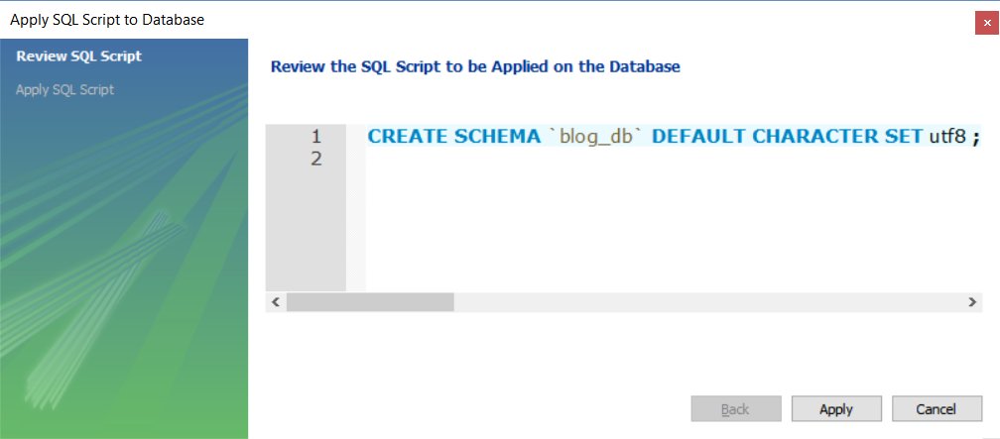 Apply SQL Script to Database
Review SQL Script
Apply SQL Script
Review the SQL Script to be Applied on the Database
1 CREATE SCHEMA `blog_db` DEFAULT CHARACTER SET utf8 ;
2
Back Apply Cancel